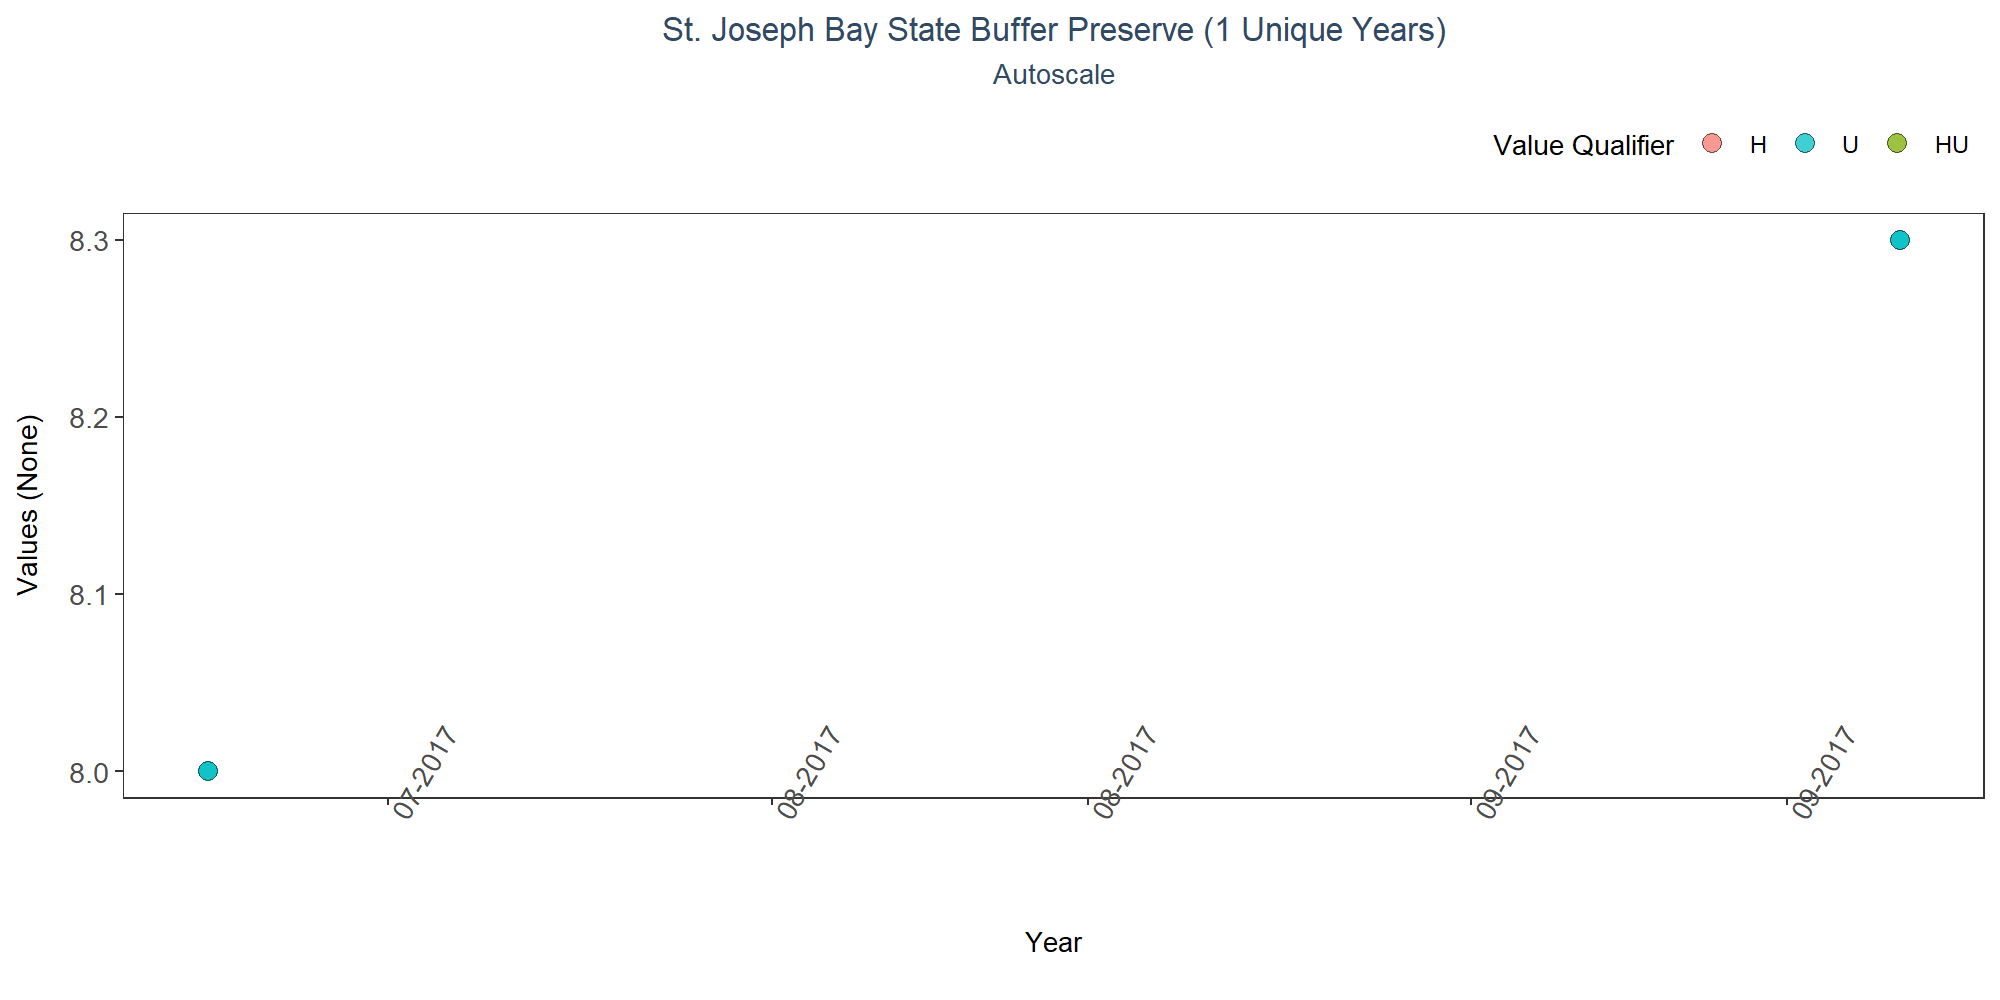 St. Joseph Bay State Buffer Preserve (1 Unique Years)
Autoscale
Value Qualifier H U HU
8.3
8.2
8.1
8.0
Values (None)
07-2017
08-2017
08-2017
09-2017
09-2017
Year